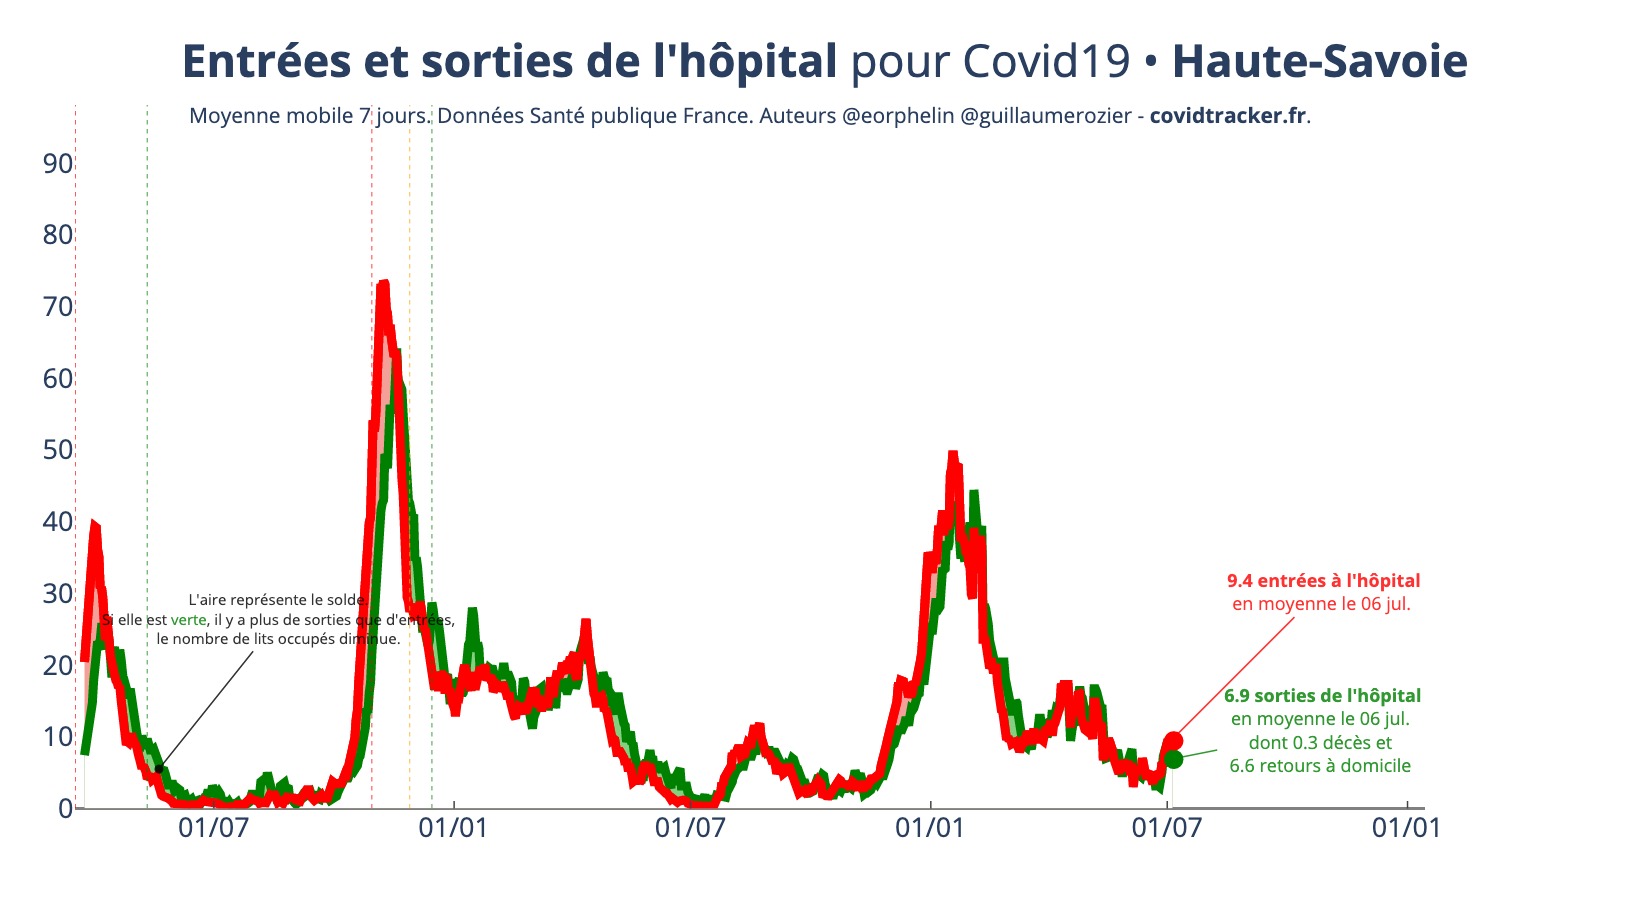 Entrées et sorties de l'hôpital pour Covid19 • Haute-Savoie
Moyenne mobile 7 jours. Données Santé publique France. Auteurs @eorphelin @guillaumerozier - covidtracker.fr.
90
80
70
60
50
40
30
20
10
0
L'aire représente le solde.
Si elle est verte, il y a plus de sorties que d'entrées,
le nombre de lits occupés diminue.
9.4 entrées à l'hôpital
en moyenne le 06 jul.
6.9 sorties de l'hôpital
en moyenne le 06 jul.
dont 0.3 décès et
6.6 retours à domicile
01/07
01/01
01/07
01/01
01/07
01/01